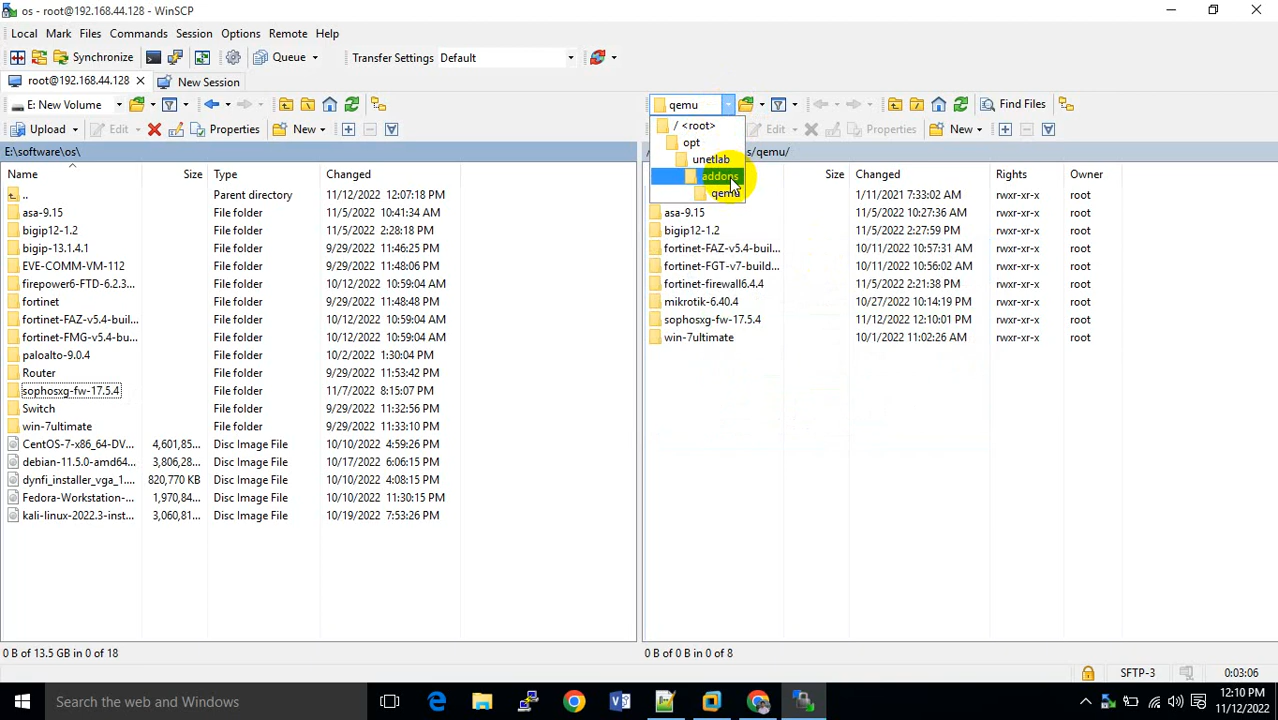 os - root@192.168.44.128 - WinSCP
Local Mark Files Commands Session Options Remote Help
Synchronize Queue Transfer Settings Default
root@192.168.44.128 New Session
E: New Volume qemu Find Files
Upload Edit Properties New Edit Properties New
/ <root>
opt
unetlab
addons
qemu
E:\software\os\ s/qemu/
Name Size Type Changed Size Changed Rights Owner
.. Parent directory 11/12/2022 12:07:18 PM 1/11/2021 7:33:02 AM rwxr-xr-x root
asa-9.15 File folder 11/5/2022 10:41:34 AM asa-9.15 11/5/2022 10:27:36 AM rwxr-xr-x root
bigip12-1.2 File folder 11/5/2022 2:28:18 PM bigip12-1.2 11/5/2022 2:27:59 PM rwxr-xr-x root
bigip-13.1.4.1 File folder 9/29/2022 11:46:25 PM fortinet-FAZ-v5.4-buil... 10/11/2022 10:57:31 AM rwxr-xr-x root
EVE-COMM-VM-112 File folder 9/29/2022 11:48:06 PM fortinet-FGT-v7-build... 10/11/2022 10:56:02 AM rwxr-xr-x root
firepower6-FTD-6.2.3... File folder 10/12/2022 10:59:04 AM fortinet-firewall6.4.4 11/5/2022 2:21:38 PM rwxr-xr-x root
fortinet File folder 9/29/2022 11:48:48 PM mikrotik-6.40.4 10/27/2022 10:14:19 PM rwxr-xr-x root
fortinet-FAZ-v5.4-buil... File folder 10/12/2022 10:59:04 AM sophosxg-fw-17.5.4 11/12/2022 12:10:01 PM rwxr-xr-x root
fortinet-FMG-v5.4-bu... File folder 10/12/2022 10:59:04 AM win-7ultimate 10/1/2022 11:02:26 AM rwxr-xr-x root
paloalto-9.0.4 File folder 10/2/2022 1:30:04 PM
Router File folder 9/29/2022 11:53:42 PM
sophosxg-fw-17.5.4 File folder 11/7/2022 8:15:07 PM
Switch File folder 9/29/2022 11:32:56 PM
win-7ultimate File folder 9/29/2022 11:33:10 PM
CentOS-7-x86_64-DV... 4,601,85... Disc Image File 10/10/2022 4:59:26 PM
debian-11.5.0-amd64... 3,806,28... Disc Image File 10/17/2022 6:06:15 PM
dynfi_installer_vga_1.... 820,770 KB Disc Image File 10/10/2022 4:08:15 PM
Fedora-Workstation-... 1,970,84... Disc Image File 10/10/2022 11:30:15 PM
kali-linux-2022.3-inst... 3,060,81... Disc Image File 10/19/2022 7:53:26 PM
0 B of 13.5 GB in 0 of 18 0 B of 0 B in 0 of 8
SFTP-3 0:03:06
Search the web and Windows 12:10 PM
11/12/2022